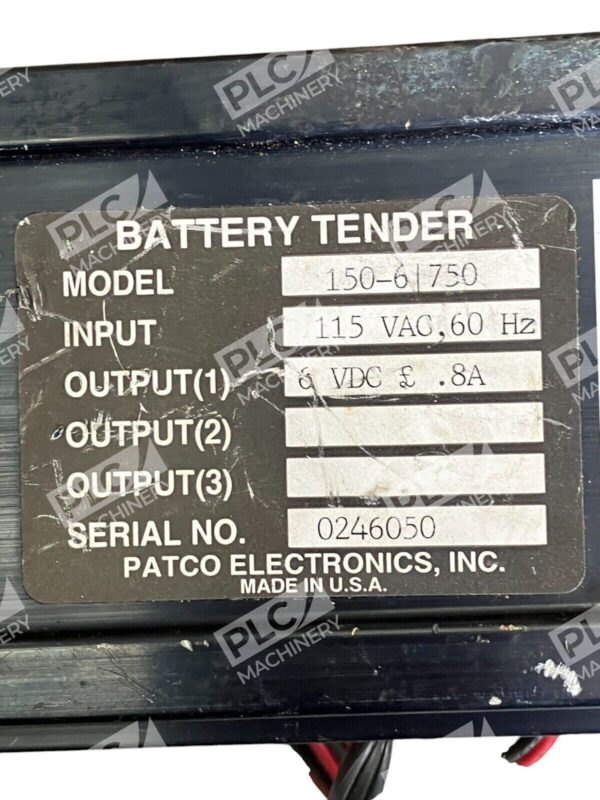 BATTERY TENDER
MODEL 150-6|750
INPUT 115 VAC,60 Hz
OUTPUT(1) 6 VDC £ .8A
OUTPUT(2)
OUTPUT(3)
SERIAL NO. 0246050
PATCO ELECTRONICS, INC.
MADE IN U.S.A.
PLC MACHINERY